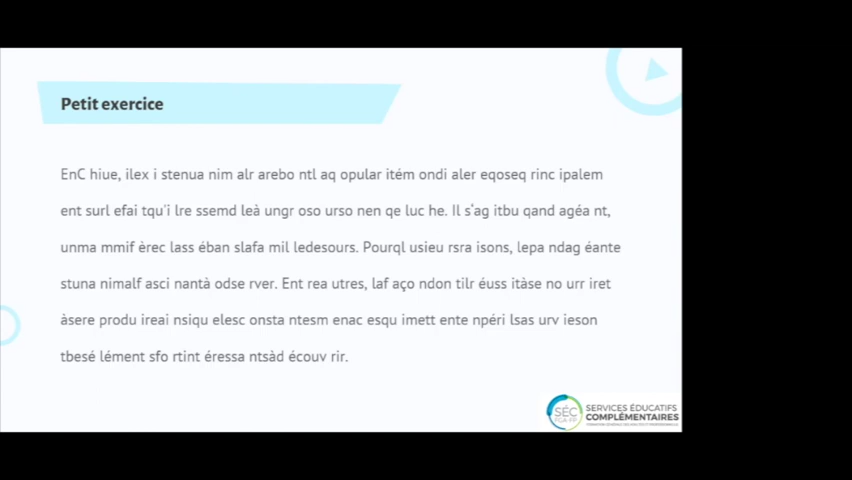 Petit exercice
EnC hiue, ilex i stenua nim alr arebo ntl aq opular itém ondi aler eqoseq rinc ipalem
ent surl efai tqu'i lre ssemd leà ungr oso urso nen qe luc he. Il s'ag itbu qand agéa nt,
unma mmif èrec lass éban slafa mil ledesours. Pourql usieu rsra isons, lepa ndag éante
stuna nimalf asci nantà odse rver. Ent rea utres, laf aço ndon tilr éuss itàse no urr iret
àsere produ ireai nsiqu elesc onsta ntesm enac esqu imett ente npéri lsas urv ieson
tbesé lément sfo rtint éressa ntsàd écouv rir.
SÉC
SERVICES ÉDUCATIFS
COMPLÉMENTAIRES